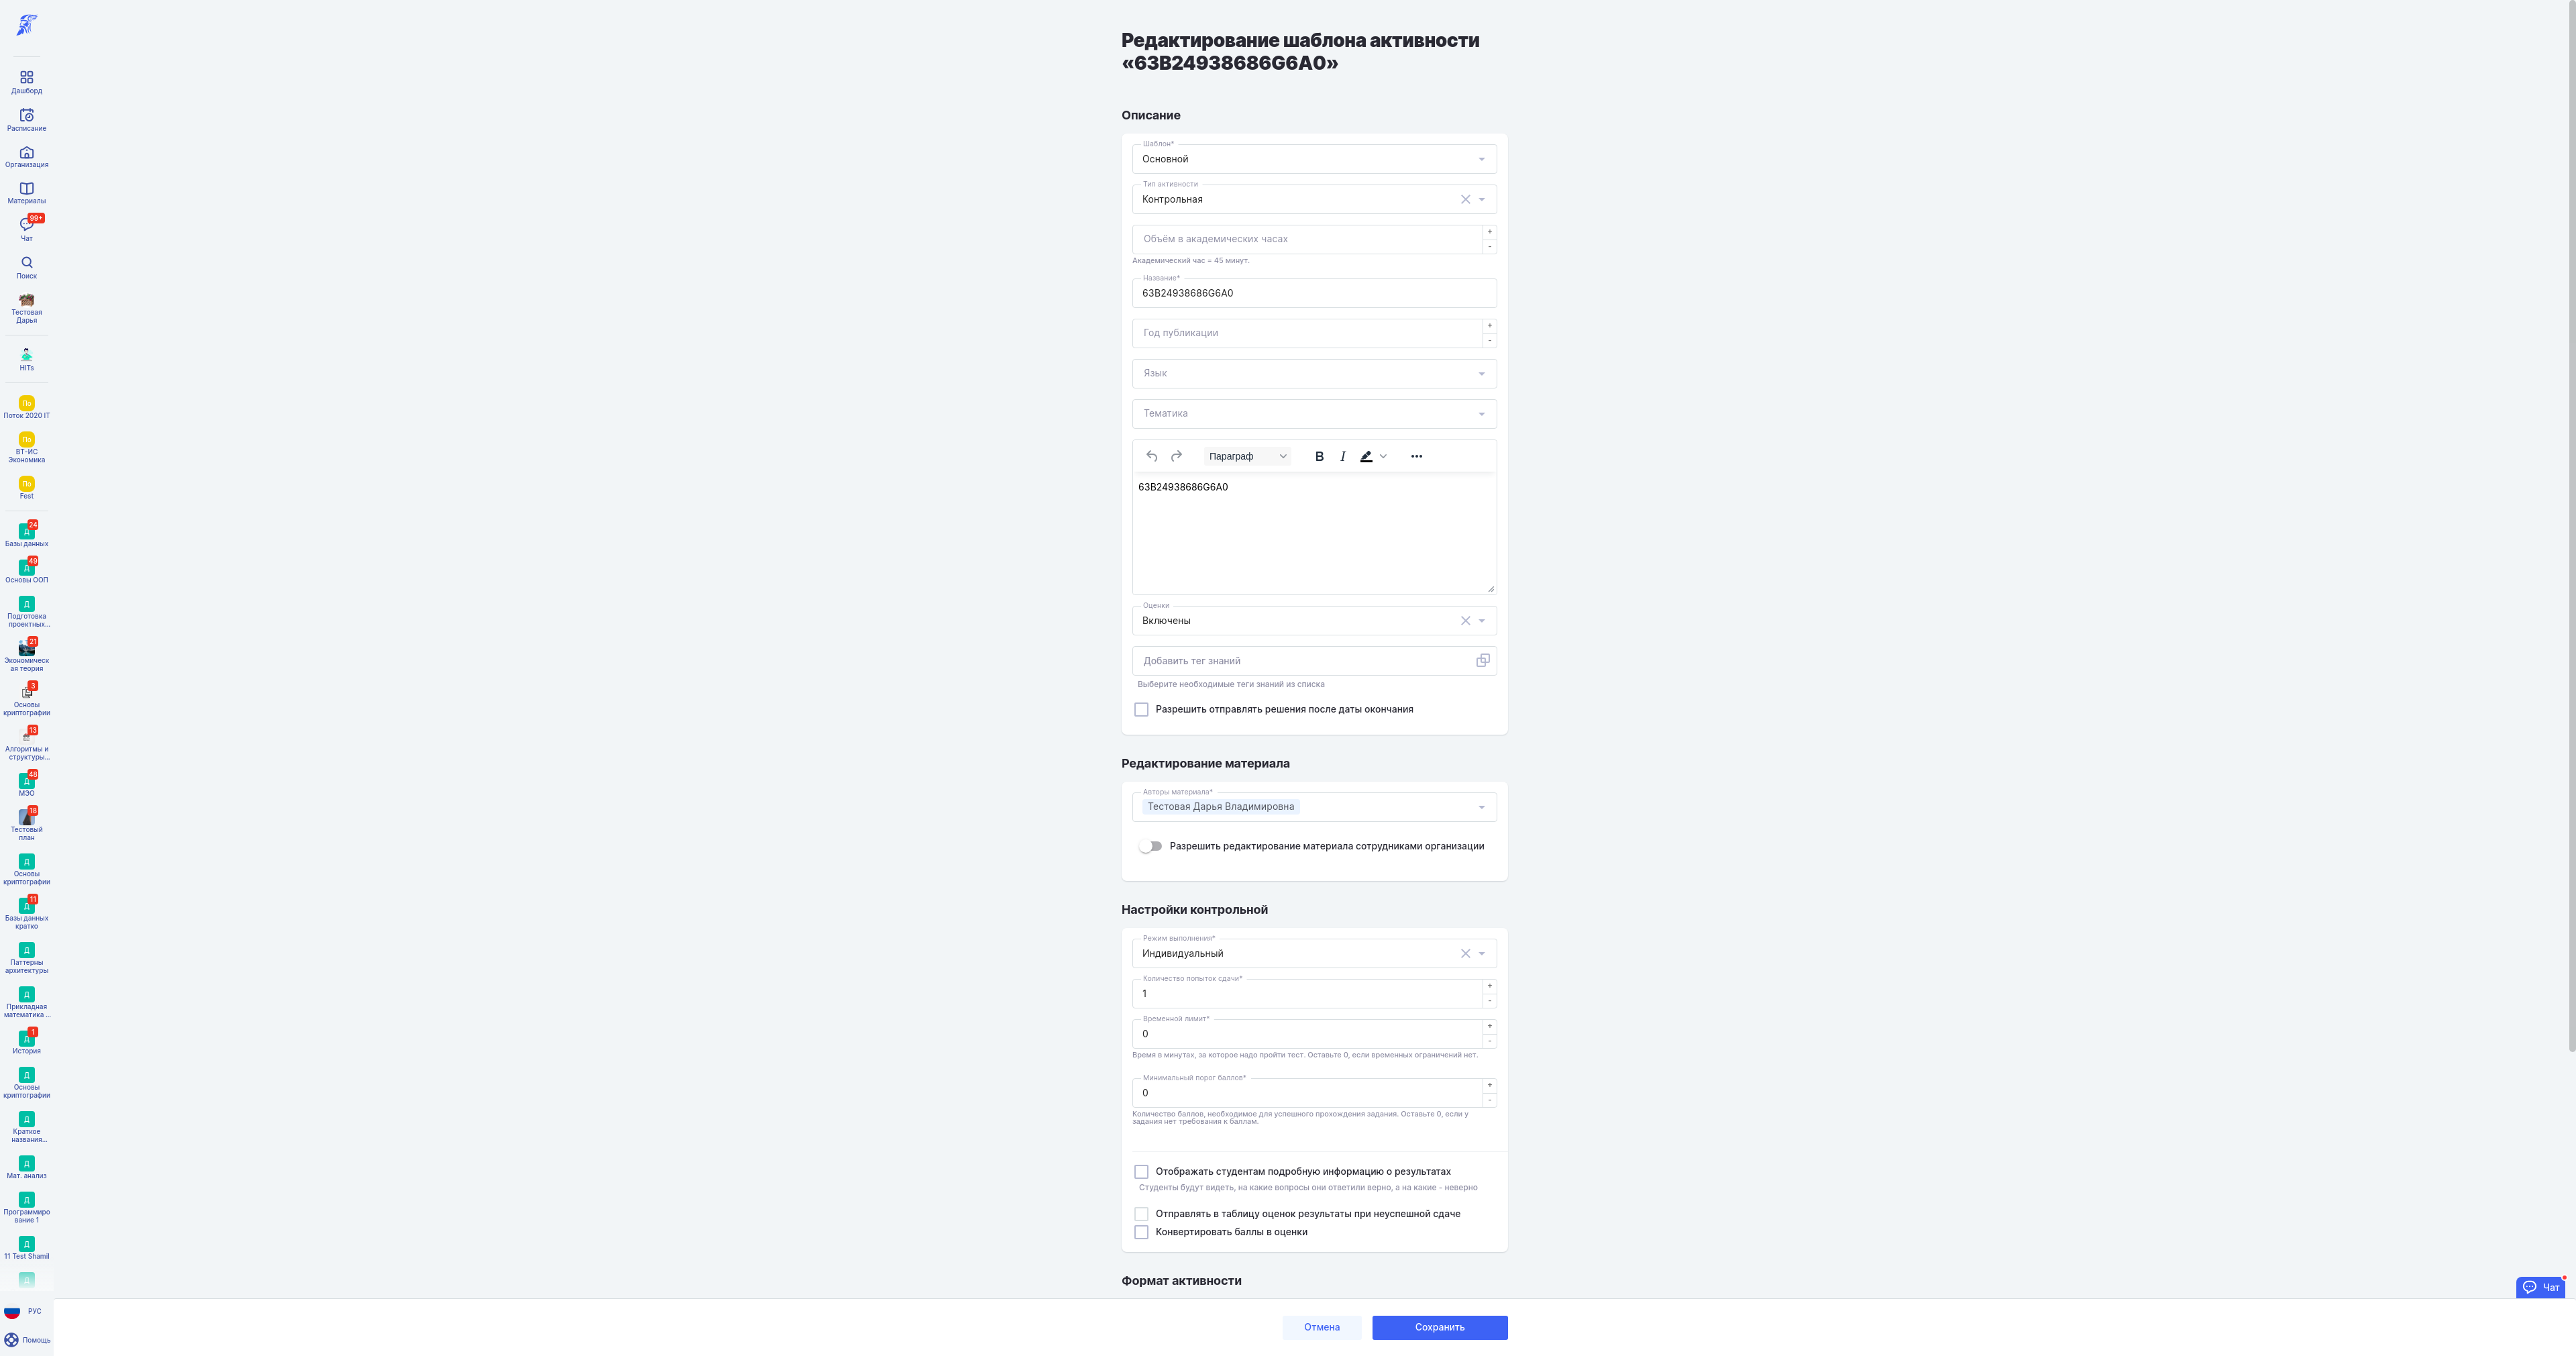 Дашборд
Расписание
Организация
Материалы
99+
Чат
Поиск
Тестовая
Дарья
HITs
По
Поток 2020 IT
По
ВТ-ИС
Экономика
По
Fest
24
Д
Базы данных
49
Д
Основы ООП
Д
Подготовка
проектных...
21
Экономическ
ая теория
3
Основы
криптографии
13
Алгоритмы и
структуры...
48
Д
МЭО
18
Тестовый
план
Д
Основы
криптографии
11
Д
Базы данных
кратко
Д
Паттерны
архитектуры
Д
Прикладная
математика ...
1
Д
История
Д
Основы
криптографии
Д
Краткое
названия...
Д
Мат. анализ
Д
Программиро
вание 1
Д
11 Test Shamil
Д
РУС
Помощь
Редактирование шаблона активности
«63B24938686G6A0»
Описание
Шаблон*
Основной
Тип активности
Контрольная
Объём в академических часах
+
-
Академический час = 45 минут.
Название*
63B24938686G6A0
Год публикации
+
-
Язык
Тематика
Параграф
B
I
63B24938686G6A0
Оценки
Включены
Добавить тег знаний
Выберите необходимые теги знаний из списка
Разрешить отправлять решения после даты окончания
Редактирование материала
Авторы материала*
Тестовая Дарья Владимировна
Разрешить редактирование материала сотрудниками организации
Настройки контрольной
Режим выполнения*
Индивидуальный
Количество попыток сдачи*
1
+
-
Временной лимит*
0
+
-
Время в минутах, за которое надо пройти тест. Оставьте 0, если временных ограничений нет.
Минимальный порог баллов*
0
+
-
Количество баллов, необходимое для успешного прохождения задания. Оставьте 0, если у
задания нет требования к баллам.
Отображать студентам подробную информацию о результатах
Студенты будут видеть, на какие вопросы они ответили верно, а на какие - неверно
Отправлять в таблицу оценок результаты при неуспешной сдаче
Конвертировать баллы в оценки
Формат активности
Чат
Отмена
Сохранить